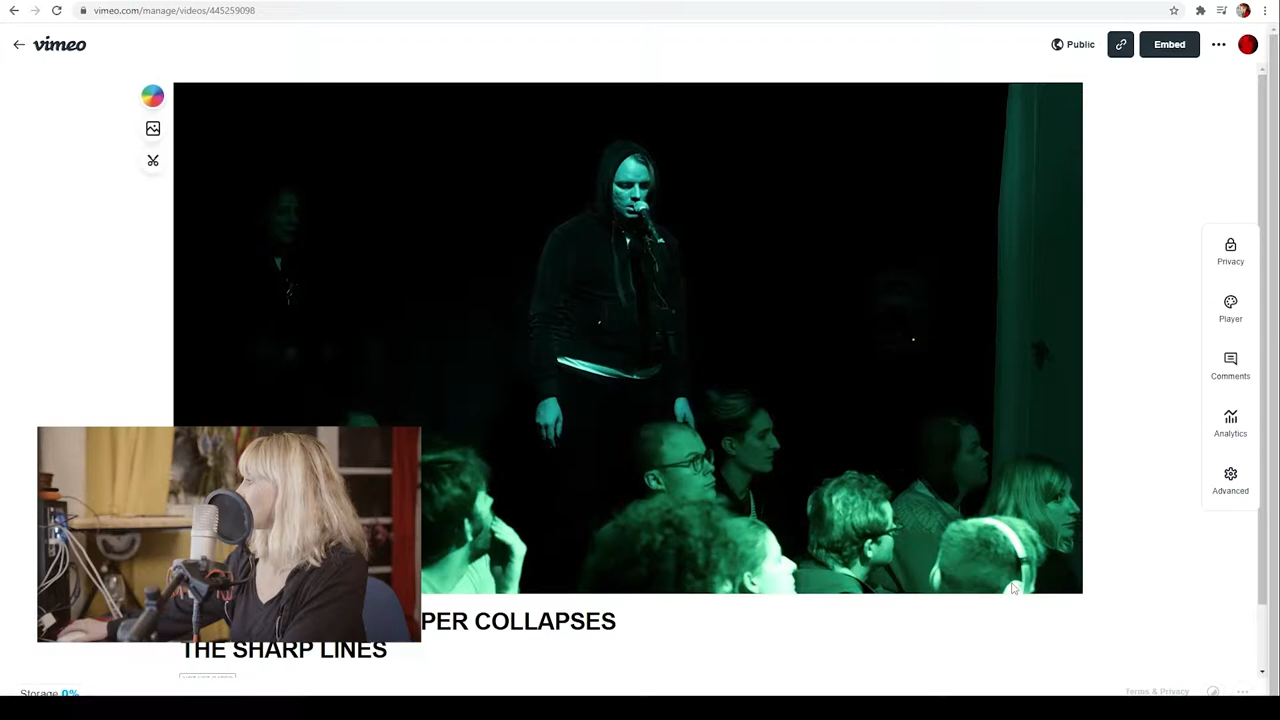 vimeo.com/manage/videos/445259098
vimeo
Public
Embed
Privacy
Player
Comments
Analytics
Advanced
PER COLLAPSES
THE SHARP LINES
Storage 0%
Terms & Privacy